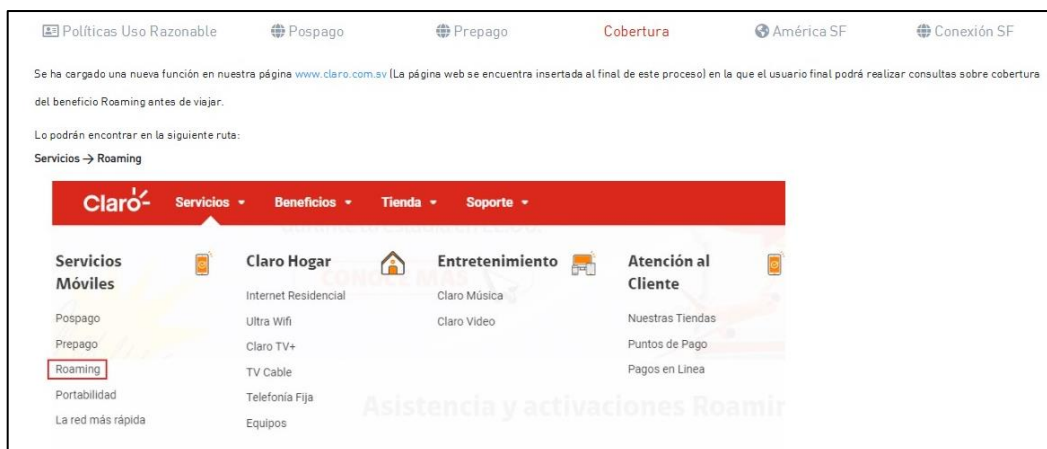 Políticas Uso Razonable
Pospago
Prepago
Cobertura
América SF
Conexión SF
Se ha cargado una nueva función en nuestra página www.claro.com.sv (La página web se encuentra insertada al final de este proceso) en la que el usuario final podrá realizar consultas sobre cobertura
del beneficio Roaming antes de viajar.
Lo podrán encontrar en la siguiente ruta:
Servicios → Roaming
Claro
Servicios
Beneficios
Tienda
Soporte
Servicios
Móviles
Pospago
Prepago
Roaming
Portabilidad
La red más rápida
Claro Hogar
Internet Residencial
Ultra Wifi
Claro TV+
TV Cable
Telefonía Fija
Equipos
Entretenimiento
Claro Música
Claro Video
Atención al
Cliente
Nuestras Tiendas
Puntos de Pago
Pagos en Linea
CONOCE MAS
Asistencia y activaciones Roamin